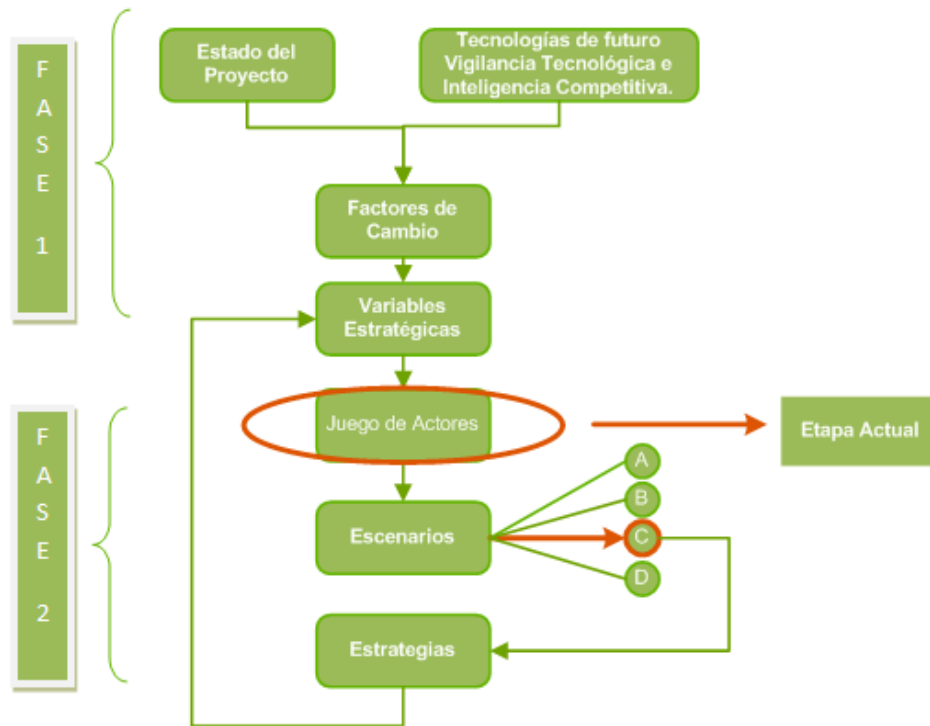 F
A
S
E
1
Estado del
Proyecto
Tecnologías de futuro
Vigilancia Tecnológica e
Inteligencia Competitiva.
Factores de
Cambio
Variables
Estratégicas
F
A
S
E
2
Juego de Actores
Etapa Actual
Escenarios
A
B
C
D
Estrategias